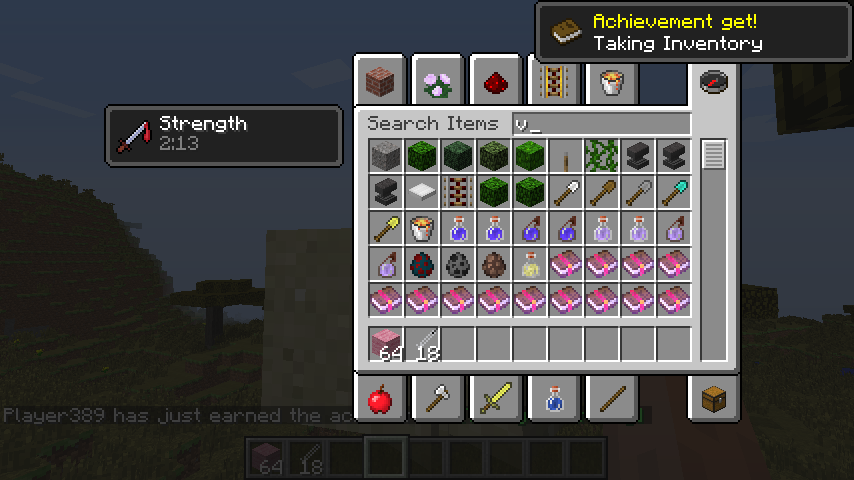 Achievement get!
Taking Inventory
Strength
2:13
Search Items v_
64 18
Player389 has just earned the ac
64 18